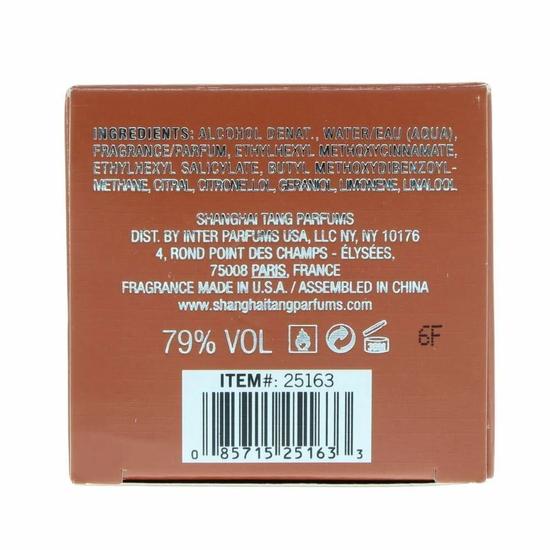 INGREDIENTS: ALCOHOL DENAT., WATER/EAU (AQUA),
FRAGRANCE/PARFUM, ETHYLHEXYL METHOXYCINNAMATE,
ETHYLHEXYL SALICYLATE, BUTYL METHOXYDIBENZOYL-
METHANE, CITRAL, CITRONELLOL, GERANIOL, LIMONENE, LINALOOL
SHANGHAI TANG PARFUMS
DIST. BY INTER PARFUMS USA, LLC NY, NY 10176
4, ROND POINT DES CHAMPS - ÉLYSÉES,
75008 PARIS, FRANCE
FRAGRANCE MADE IN U.S.A. / ASSEMBLED IN CHINA
www.shanghaitangparfums.com
79% VOL 36M 6F
ITEM#: 25163
0 85715 25163 3